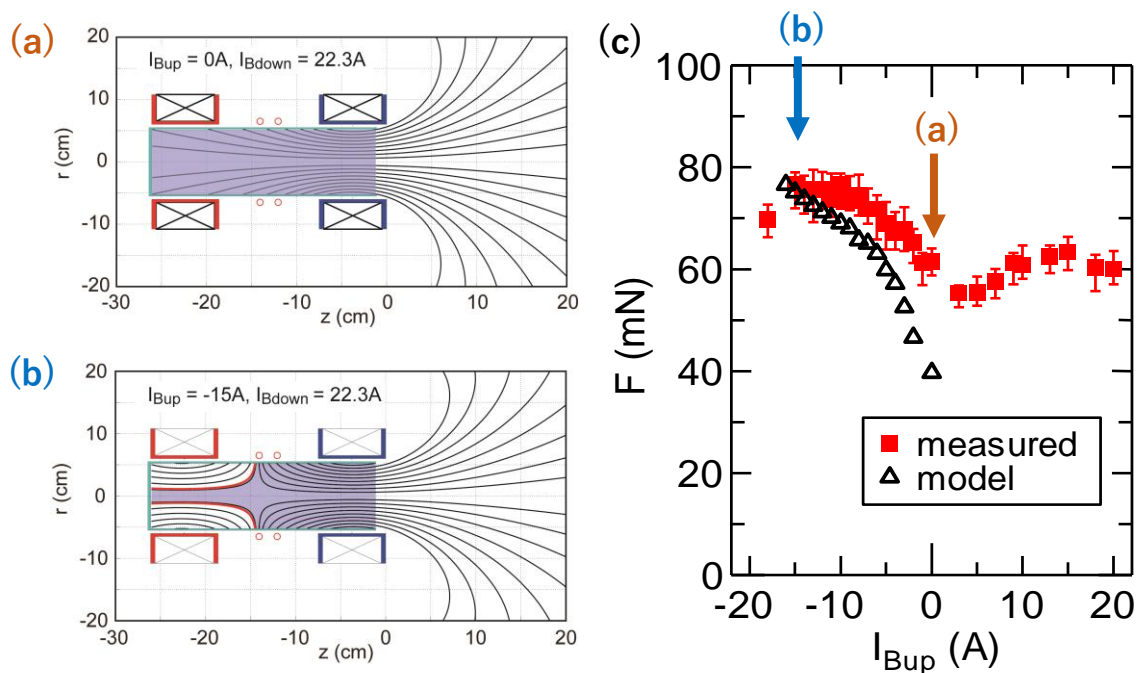 (a)
I_Bup = 0A, I_Bdown = 22.3A
20
10
0
-10
-20
r (cm)
-30 -20 -10 0 10 20
z (cm)
(b)
I_Bup = -15A, I_Bdown = 22.3A
20
10
0
-10
-20
r (cm)
-30 -20 -10 0 10 20
z (cm)
(c)
(b)
(a)
100
80
60
40
20
0
F (mN)
measured
model
-20 -10 0 10 20
I_Bup (A)